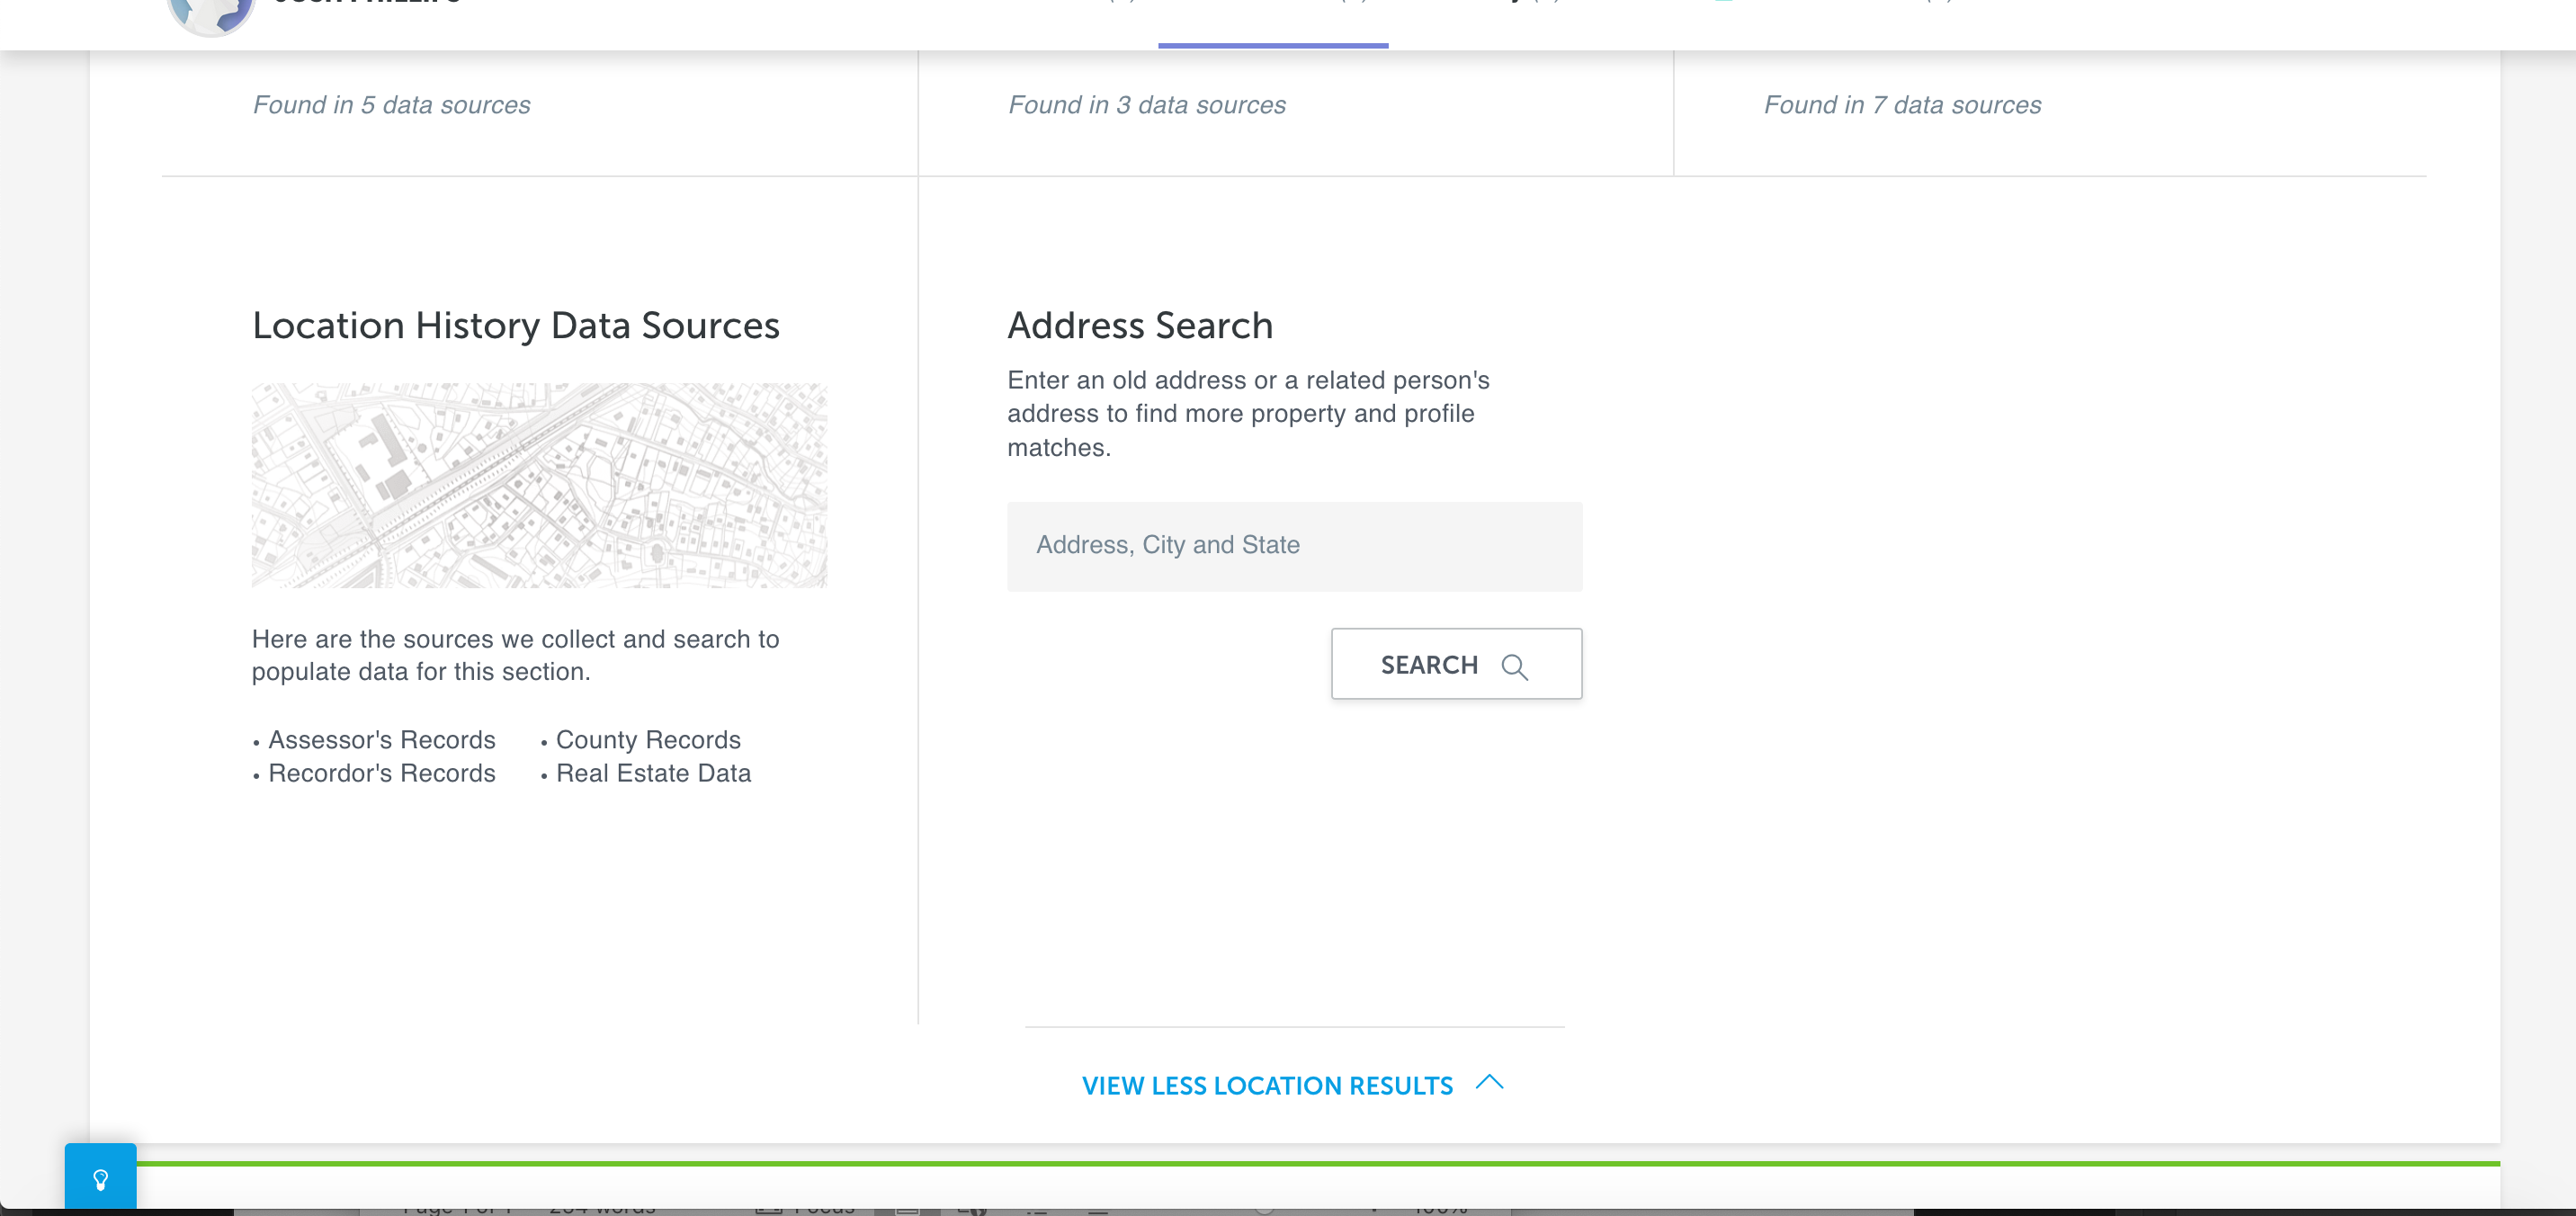 Found in 5 data sources
Found in 3 data sources
Found in 7 data sources
Location History Data Sources
Here are the sources we collect and search to
populate data for this section.
• Assessor's Records
• County Records
• Recordor's Records
• Real Estate Data
Address Search
Enter an old address or a related person's
address to find more property and profile
matches.
Address, City and State
SEARCH
VIEW LESS LOCATION RESULTS